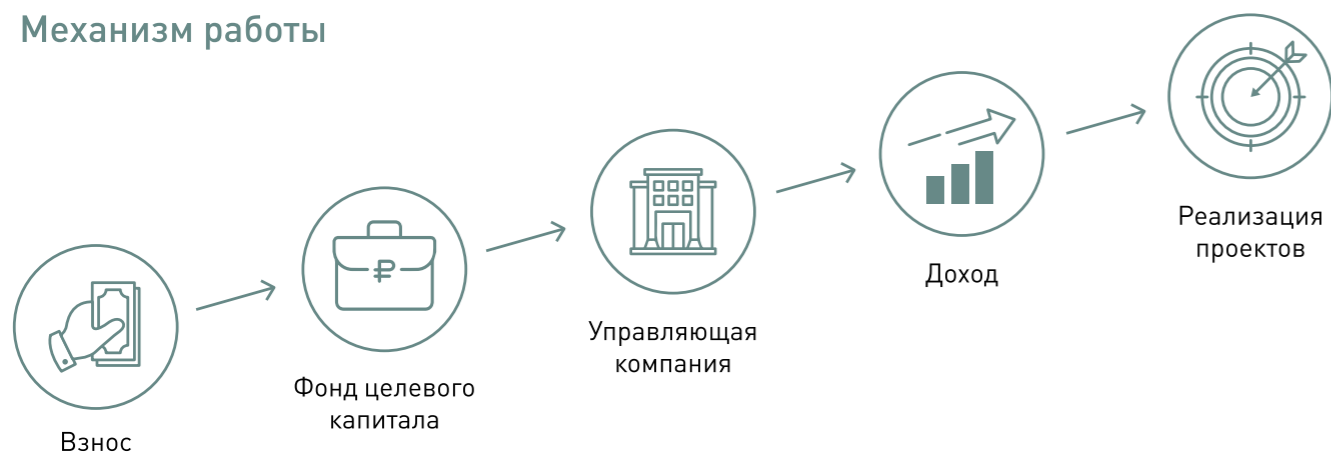 Механизм работы
Взнос
Фонд целевого
капитала
₽
Управляющая
компания
Доход
Реализация
проектов